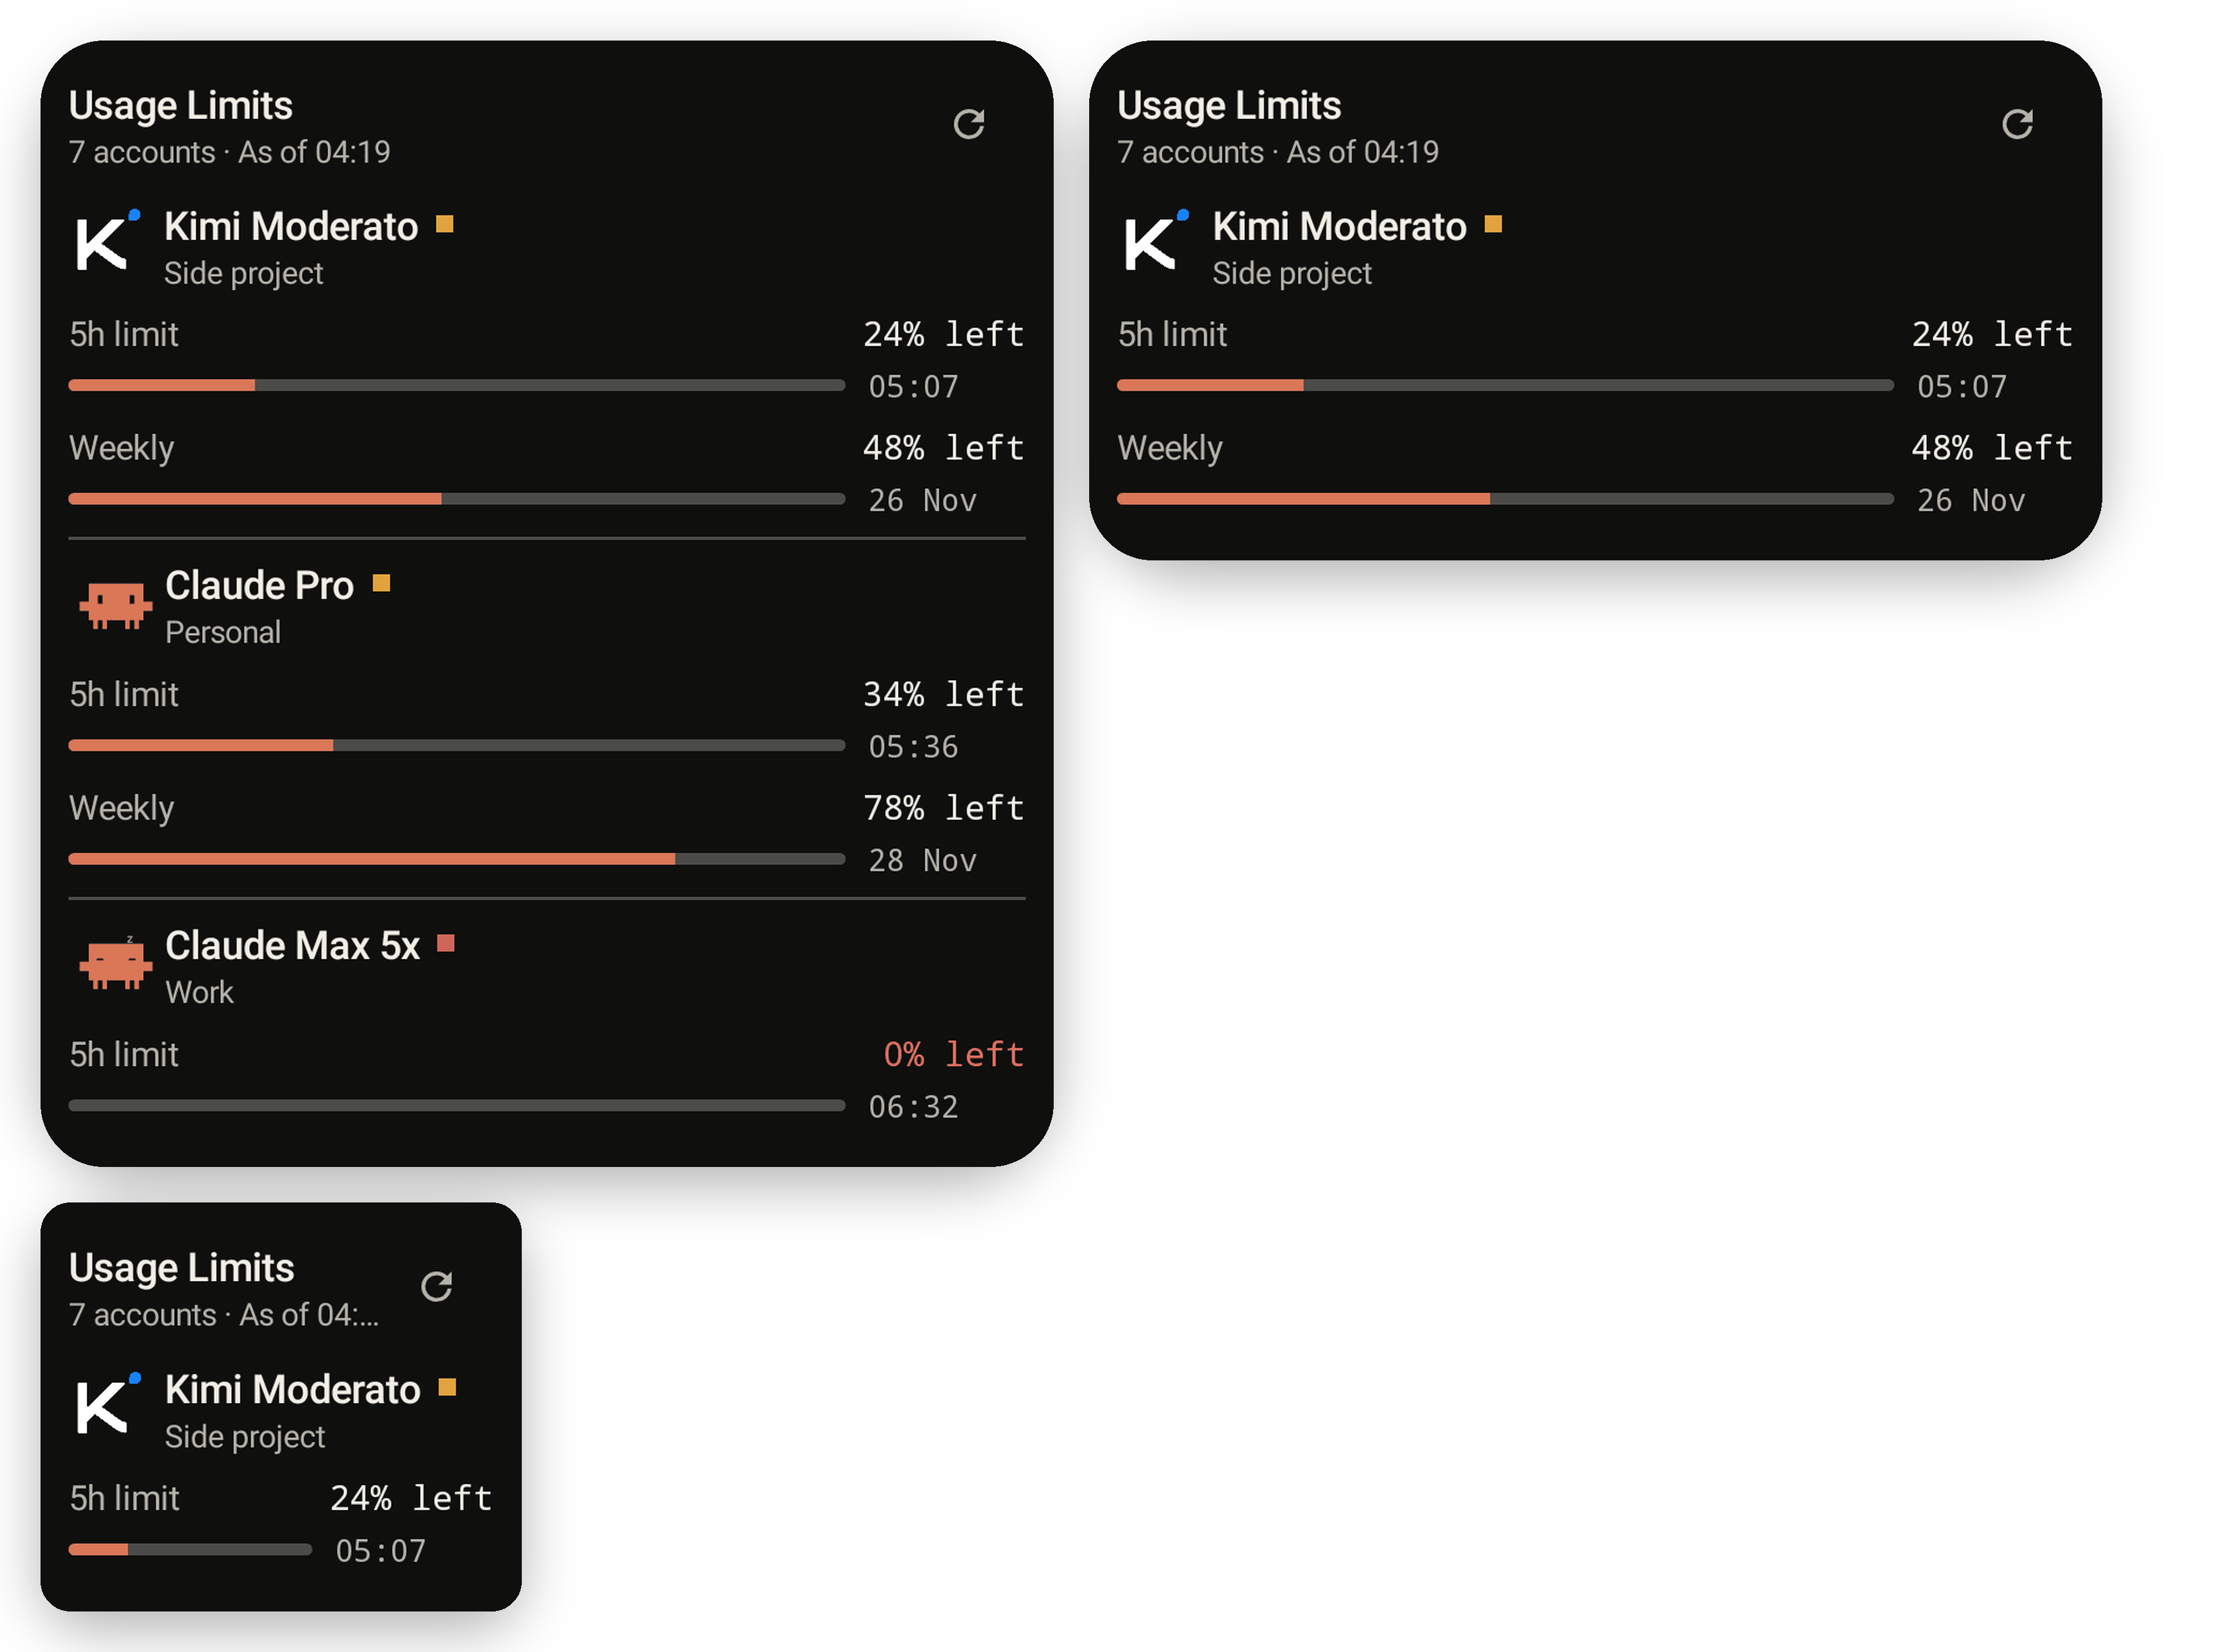 Usage Limits
7 accounts · As of 04:19
Kimi Moderato
Side project
5h limit 24% left
05:07
Weekly 48% left
26 Nov
Claude Pro
Personal
5h limit 34% left
05:36
Weekly 78% left
28 Nov
z
Claude Max 5x
Work
5h limit 0% left
06:32
Usage Limits
7 accounts · As of 04:19
Kimi Moderato
Side project
5h limit 24% left
05:07
Weekly 48% left
26 Nov
Usage Limits
7 accounts · As of 04:...
Kimi Moderato
Side project
5h limit 24% left
05:07